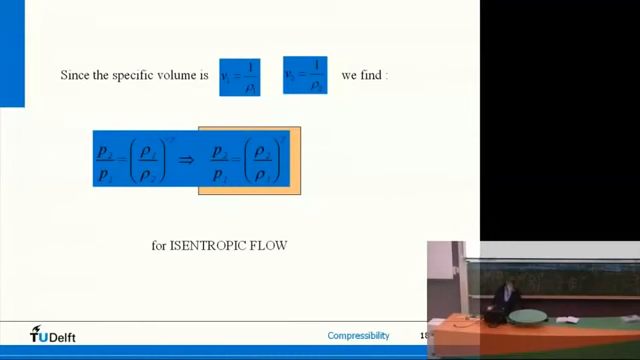 Since the specific volume is v₁ = 1/ρ₁ v₂ = 1/ρ₂ we find :
p₂/p₁ = (ρ₁/ρ₂)^-γ ⇒ p₂/p₁ = (ρ₂/ρ₁)^γ
for ISENTROPIC FLOW
TUDelft
Compressibility 18